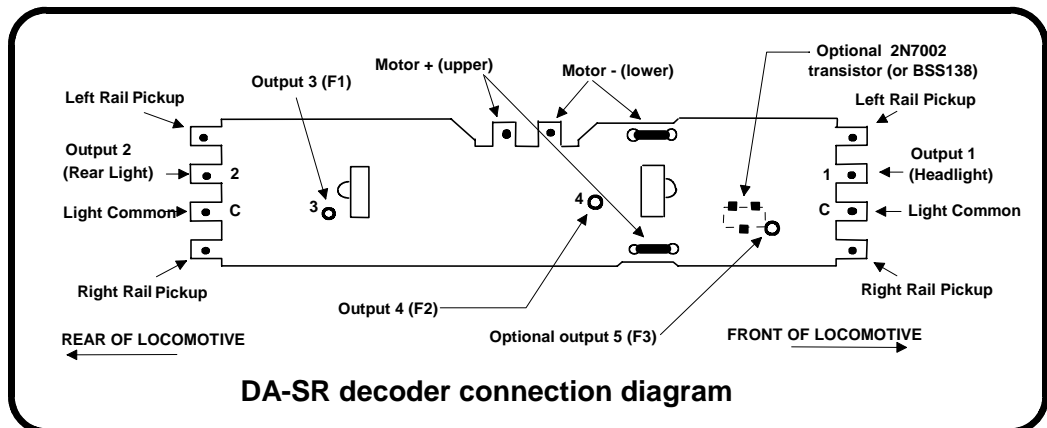 Optional 2N7002
transistor (or BSS138)
Motor + (upper)
Motor - (lower)
Output 3 (F1)
Left Rail Pickup
Left Rail Pickup
Output 2
(Rear Light)
2
1
Output 1
(Headlight)
Light Common
C
3
4
C
Light Common
Right Rail Pickup
Right Rail Pickup
Output 4 (F2)
Optional output 5 (F3)
REAR OF LOCOMOTIVE
FRONT OF LOCOMOTIVE
DA-SR decoder connection diagram